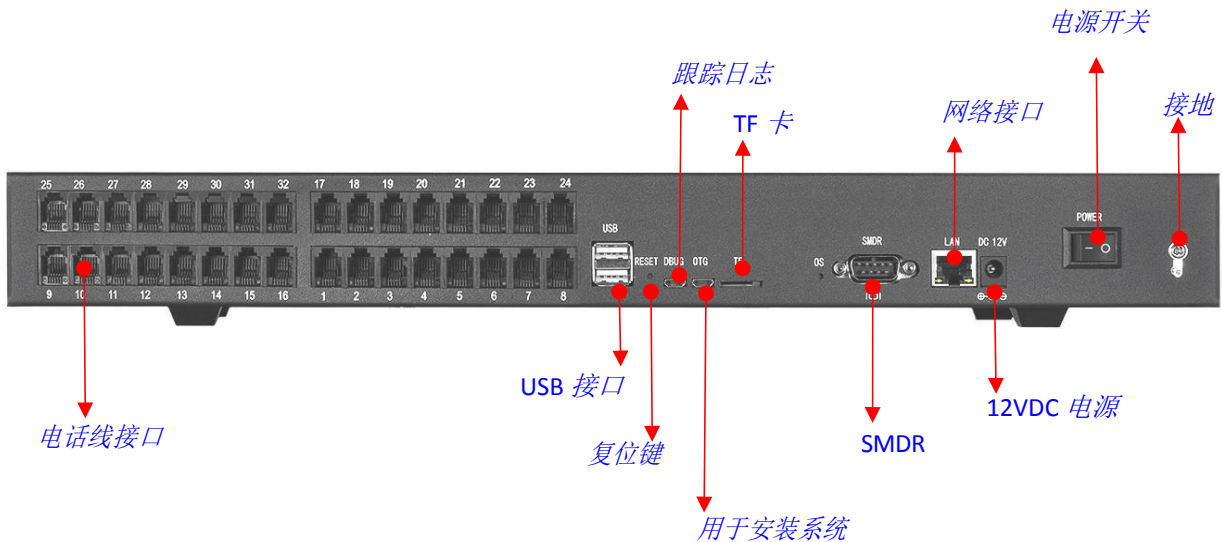 电源开关
跟踪日志
TF 卡
网络接口
接地
25 26 27 28 29 30 31 32 17 18 19 20 21 22 23 24
POWER
USB
SMDR
LAN DC 12V
RESET DBUG OTG TF
OS
9 10 11 12 13 14 15 16 1 2 3 4 5 6 7 8
IOIOI
USB 接口
12VDC 电源
电话线接口
复位键
SMDR
用于安装系统